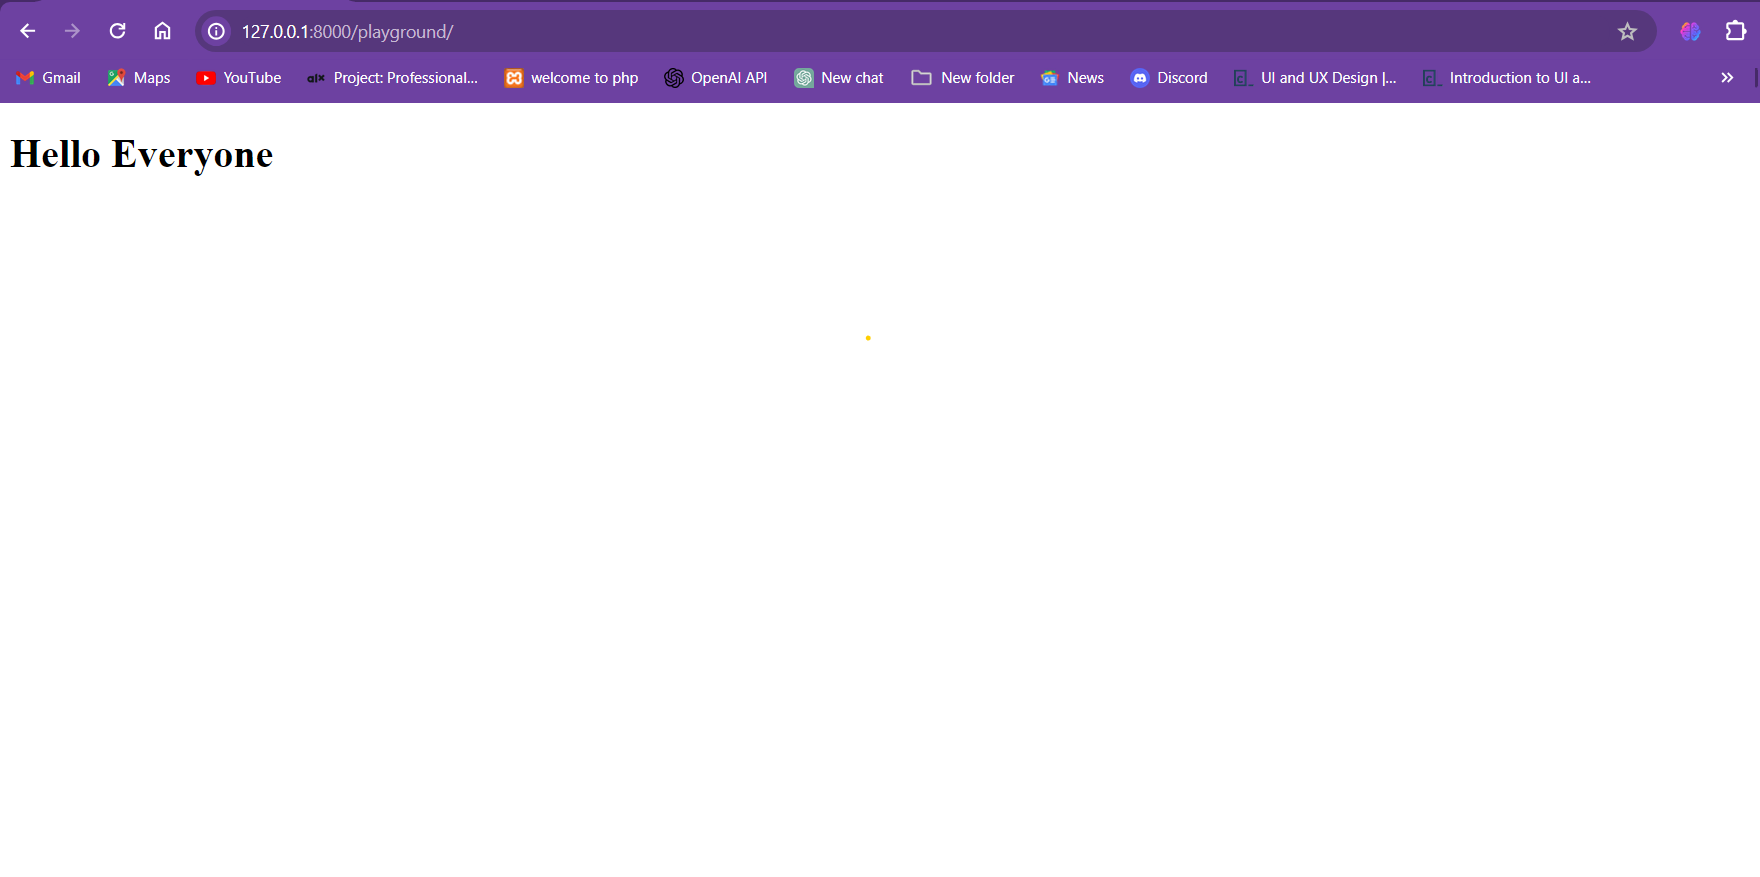 127.0.0.1:8000/playground/
Gmail Maps YouTube alx Project: Professional... welcome to php OpenAI API New chat New folder News Discord UI and UX Design |... Introduction to UI a...
Hello Everyone